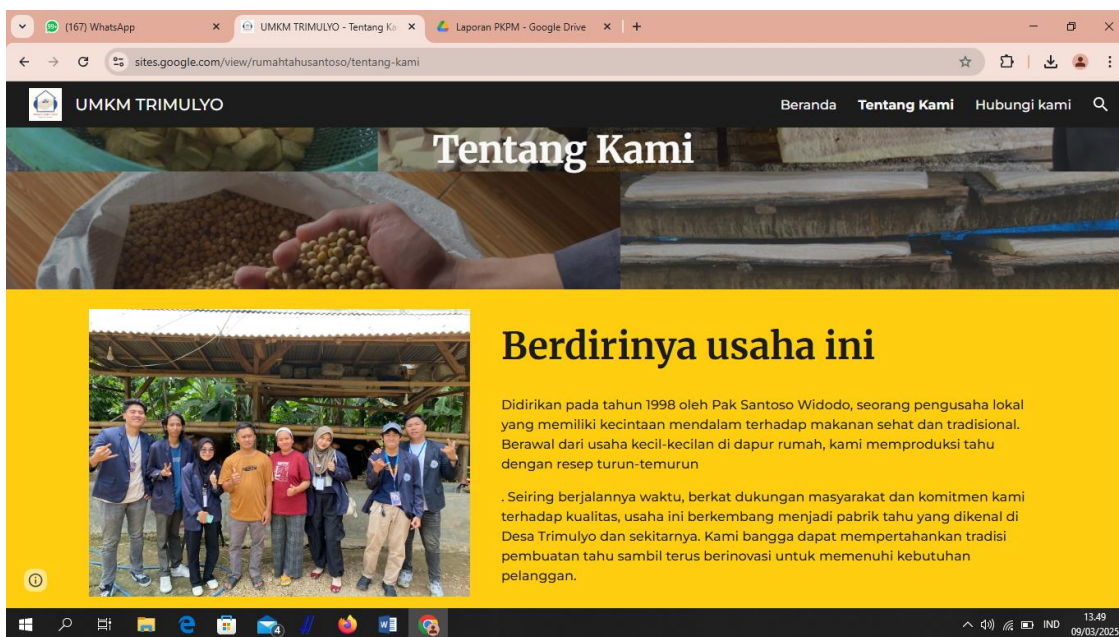 (167) WhatsApp
UMKM TRIMULYO - Tentang Ka
Laporan PKPM - Google Drive
sites.google.com/view/rumahtahusantoso/tentang-kami
UMKM TRIMULYO
Beranda Tentang Kami Hubungi kami
Tentang Kami
Berdirinya usaha ini
Didirikan pada tahun 1998 oleh Pak Santoso Widodo, seorang pengusaha lokal
yang memiliki kecintaan mendalam terhadap makanan sehat dan tradisional.
Berawal dari usaha kecil-kecilan di dapur rumah, kami memproduksi tahu
dengan resep turun-temurun
. Seiring berjalannya waktu, berkat dukungan masyarakat dan komitmen kami
terhadap kualitas, usaha ini berkembang menjadi pabrik tahu yang dikenal di
Desa Trimulyo dan sekitarnya. Kami bangga dapat mempertahankan tradisi
pembuatan tahu sambil terus berinovasi untuk memenuhi kebutuhan
pelanggan.
4
IND
13.49
09/03/2025